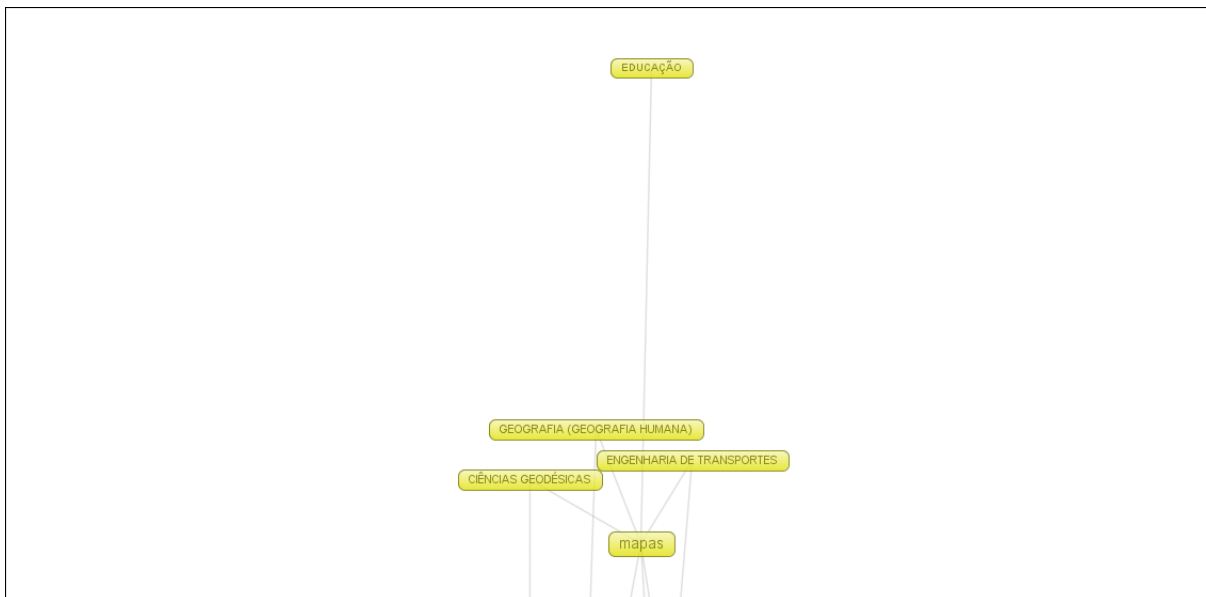 EDUCAÇÃO
GEOGRAFIA (GEOGRAFIA HUMANA)
ENGENHARIA DE TRANSPORTES
CIÊNCIAS GEODÉSICAS
mapas